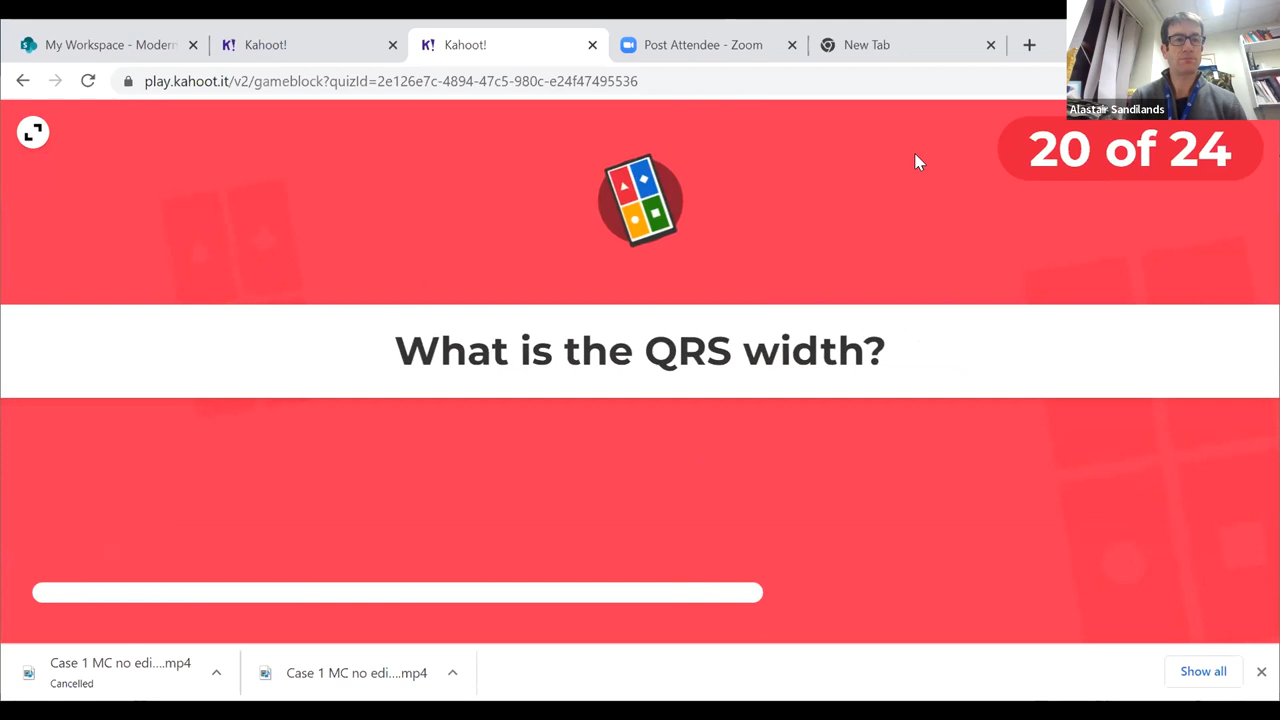 My Workspace - Modern
Kahoot!
Kahoot!
Post Attendee - Zoom
New Tab
play.kahoot.it/v2/gameblock?quizId=2e126e7c-4894-47c5-980c-e24f47495536
Alastair Sandilands
20 of 24
What is the QRS width?
Case 1 MC no edi....mp4
Cancelled
Case 1 MC no edi....mp4
Show all